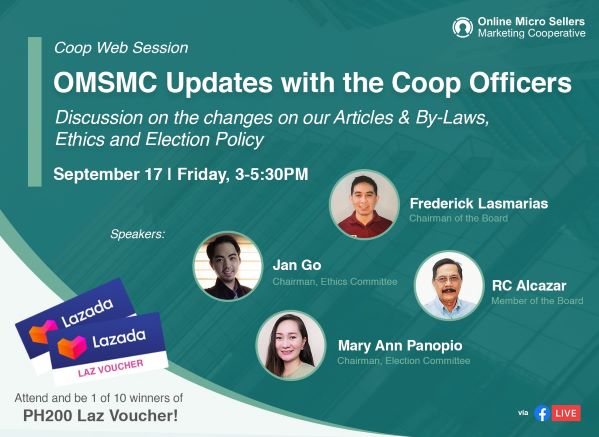 Online Micro Sellers
Marketing Cooperative
Coop Web Session
OMSMC Updates with the Coop Officers
Discussion on the changes on our Articles & By-Laws,
Ethics and Election Policy
September 17 | Friday, 3-5:30PM
Speakers:
Frederick Lasmarias
Chairman of the Board
Jan Go
Chairman, Ethics Committee
RC Alcazar
Member of the Board
Mary Ann Panopio
Chairman, Election Committee
Lazada
Lazada
LAZ VOUCHER
Attend and be 1 of 10 winners of
PH200 Laz Voucher!
via f LIVE